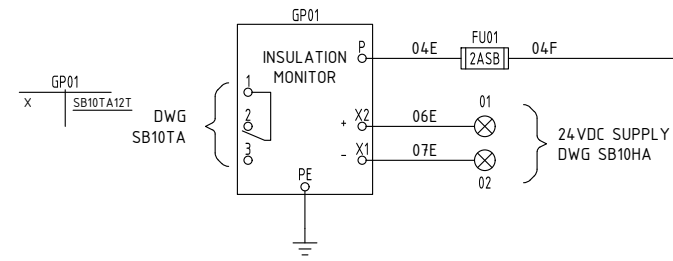 GP01
INSULATION
MONITOR
P
04E
FU01
2ASB
04F
GP01
X
SB10TA12T
DWG
SB10TA
1
2
3
+ X2
06E
01
- X1
07E
02
24VDC SUPPLY
DWG SB10HA
PE